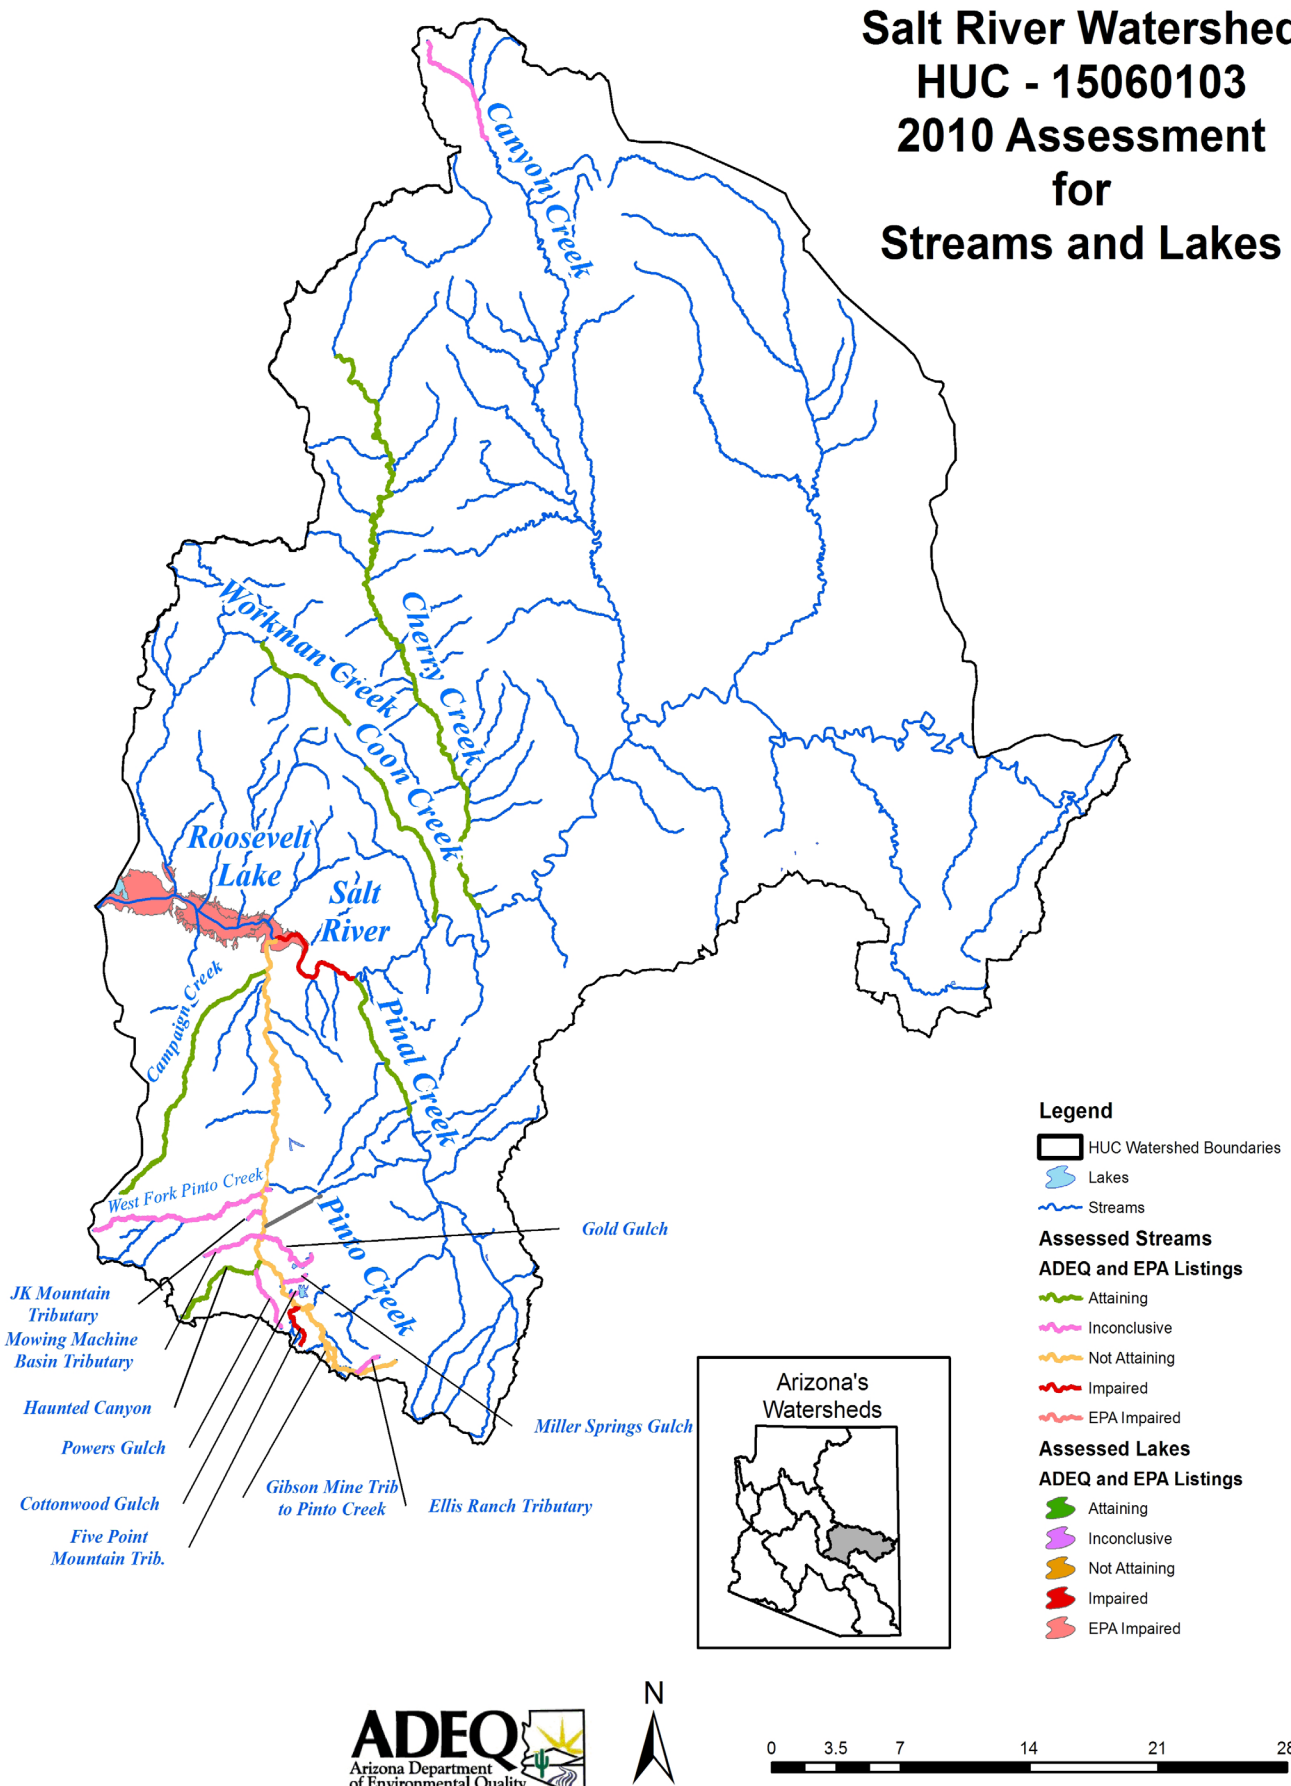 Salt River Watershed
HUC - 15060103
2010 Assessment
for
Streams and Lakes
Canyon Creek
Workman Creek
Cherry Creek
Coon Creek
Roosevelt
Lake
Salt
River
Campaign Creek
Pinal Creek
West Fork Pinto Creek
Pinto Creek
Gold Gulch
JK Mountain
Tributary
Mowing Machine
Basin Tributary
Haunted Canyon
Powers Gulch
Cottonwood Gulch
Five Point
Mountain Trib.
Gibson Mine Trib
to Pinto Creek
Ellis Ranch Tributary
Miller Springs Gulch
Legend
HUC Watershed Boundaries
Lakes
Streams
Assessed Streams
ADEQ and EPA Listings
Attaining
Inconclusive
Not Attaining
Impaired
EPA Impaired
Assessed Lakes
ADEQ and EPA Listings
Attaining
Inconclusive
Not Attaining
Impaired
EPA Impaired
Arizona's
Watersheds
N
ADEQ
Arizona Department
of Environmental Quality
0 3.5 7 14 21 28